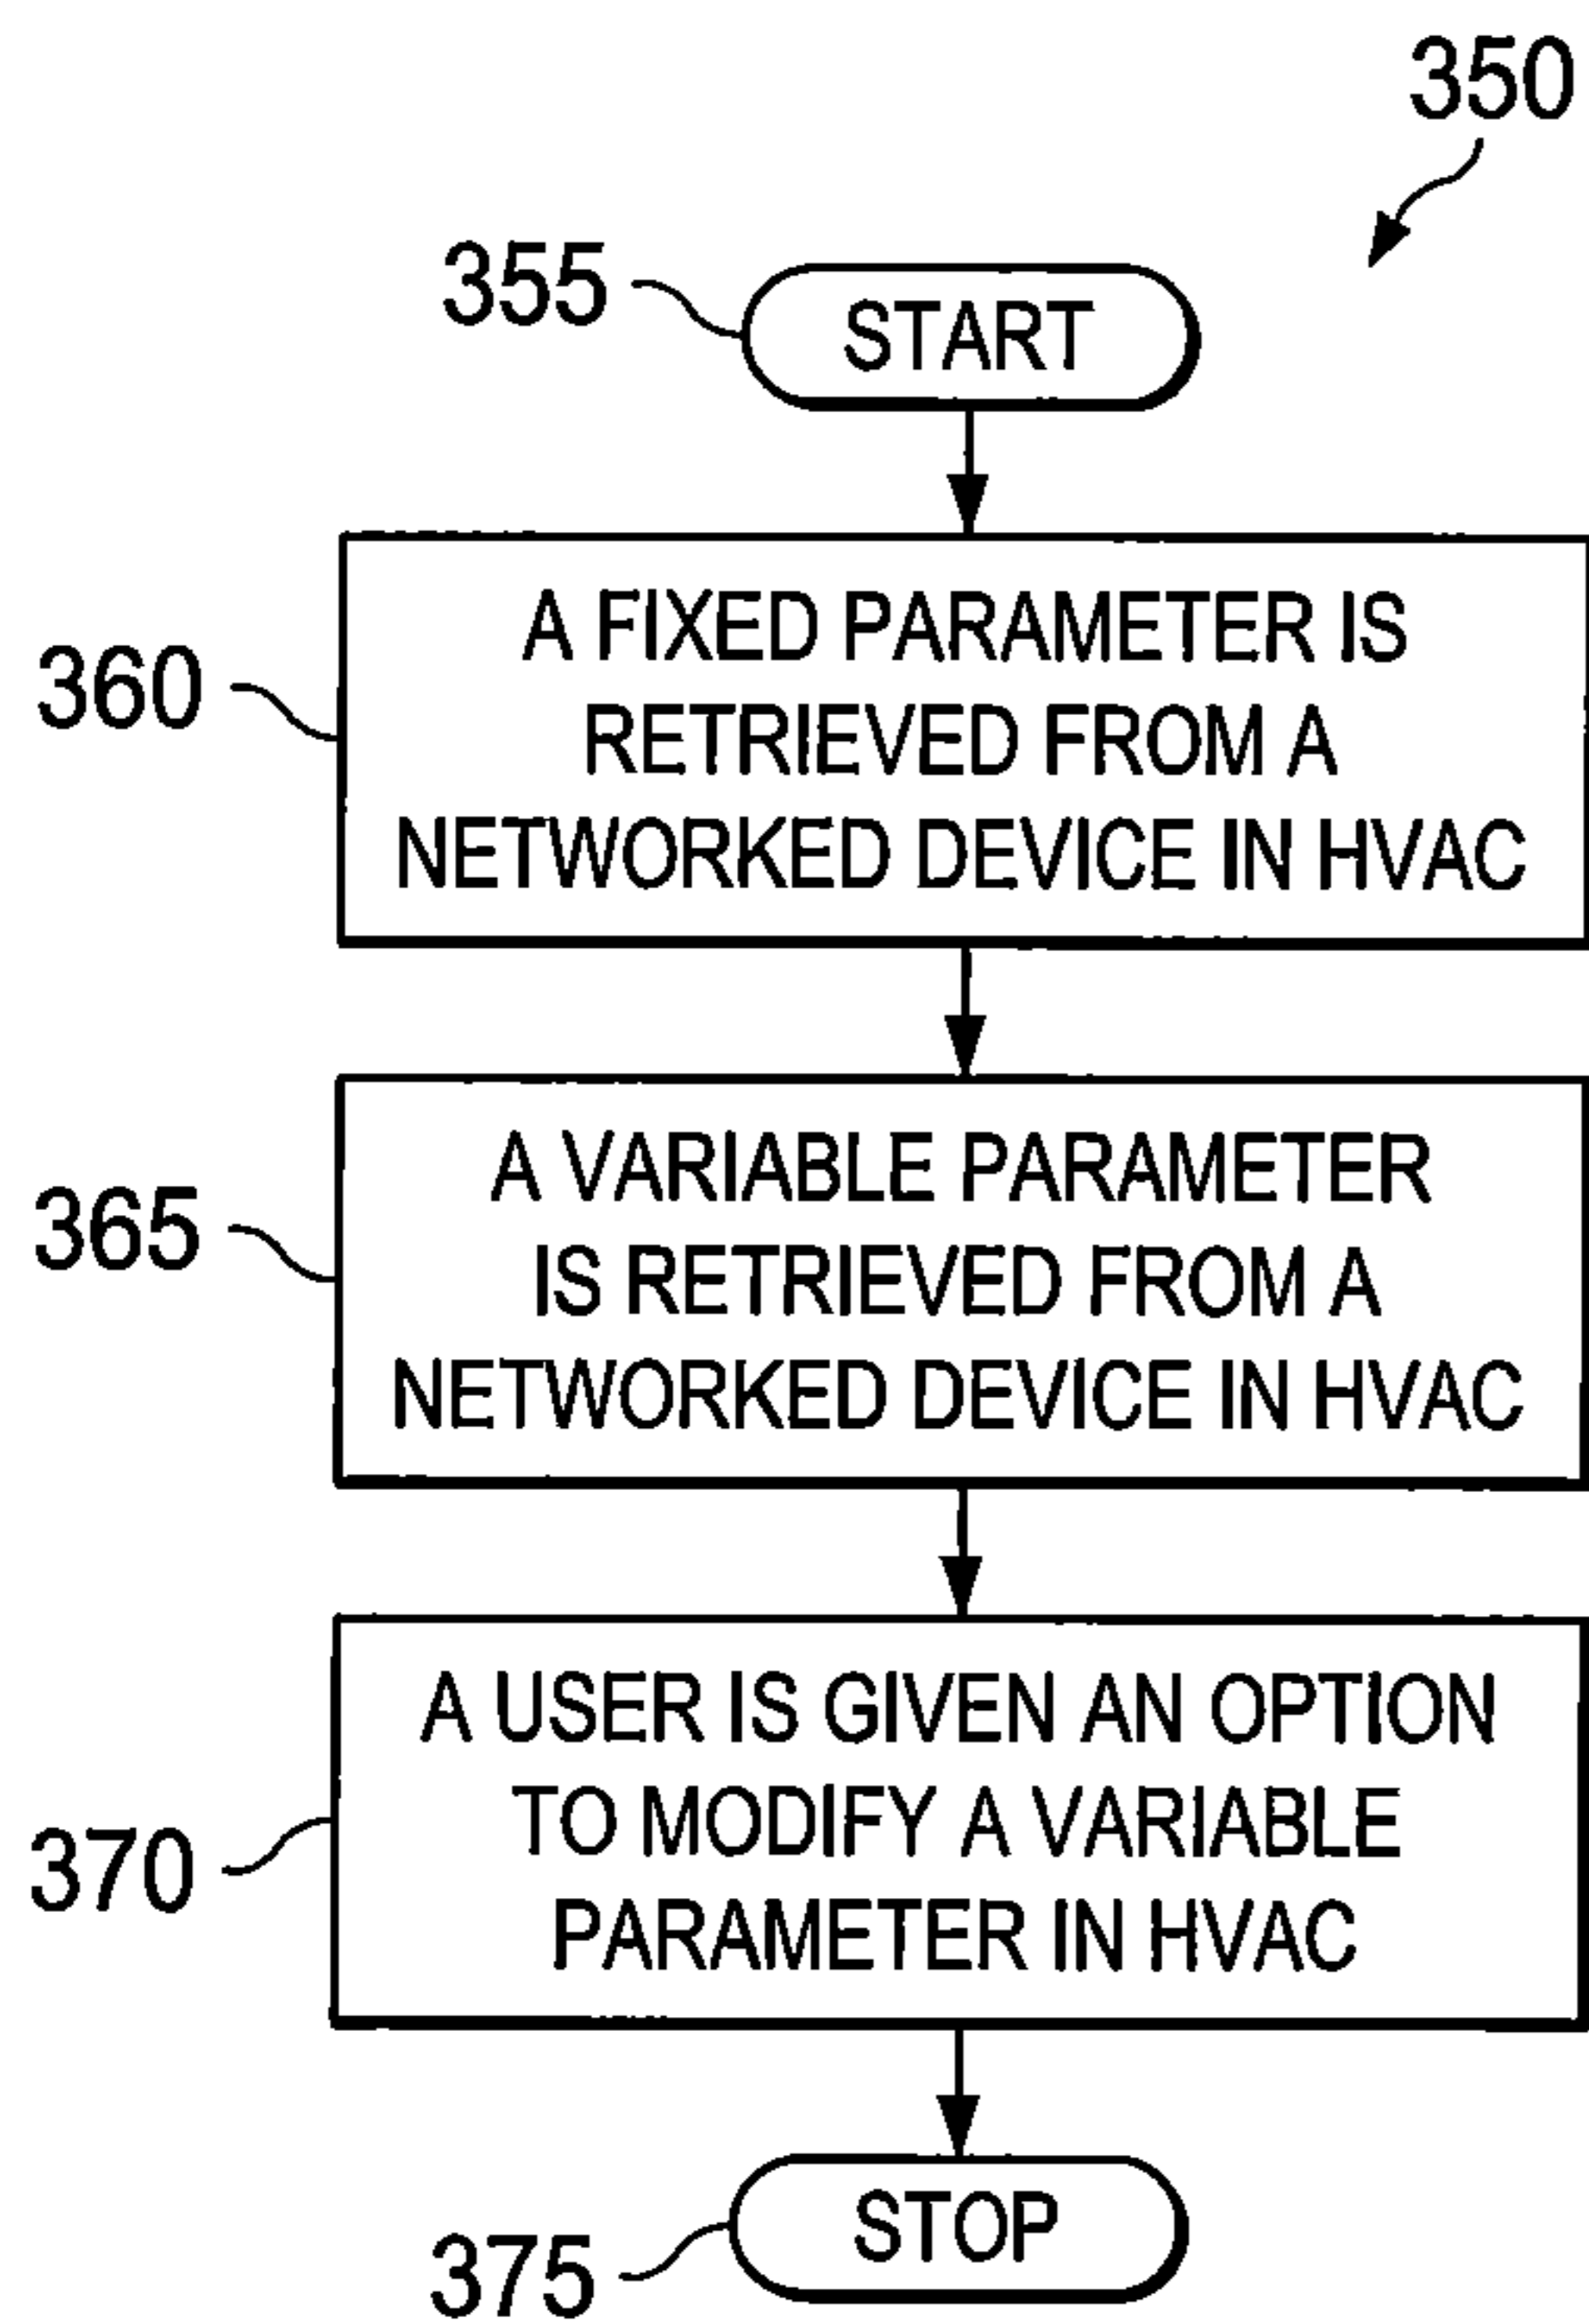 350
355
START
360
A FIXED PARAMETER IS
RETRIEVED FROM A
NETWORKED DEVICE IN HVAC
365
A VARIABLE PARAMETER
IS RETRIEVED FROM A
NETWORKED DEVICE IN HVAC
370
A USER IS GIVEN AN OPTION
TO MODIFY A VARIABLE
PARAMETER IN HVAC
375
STOP